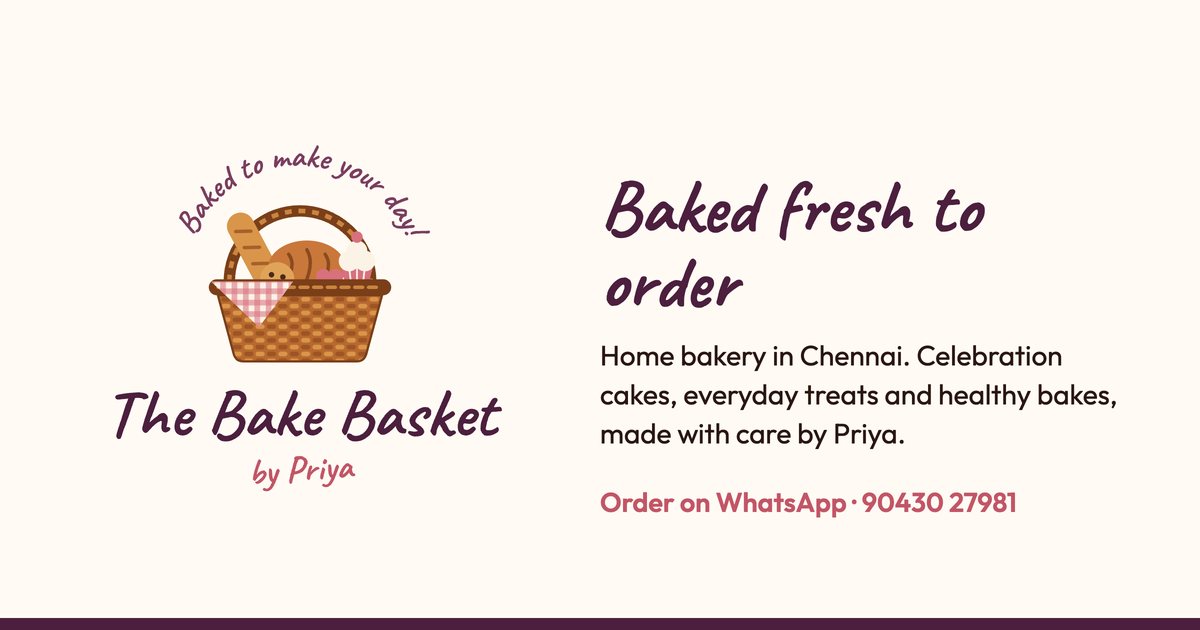 Baked to make your day!
The Bake Basket
by Priya
Baked fresh to
order
Home bakery in Chennai. Celebration
cakes, everyday treats and healthy bakes,
made with care by Priya.
Order on WhatsApp · 90430 27981